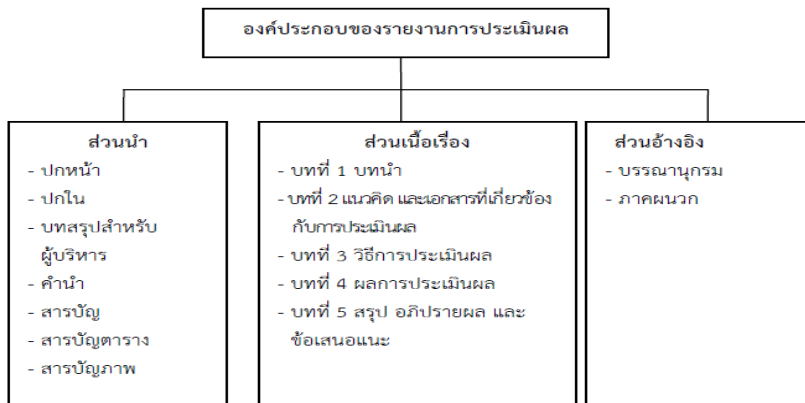 องค์ประกอบของรายงานการประเมินผล
ส่วนนำ
- ปกหน้า
- ปกใน
- บทสรุปสำหรับ
ผู้บริหาร
- คำนำ
- สารบัญ
- สารบัญตาราง
- สารบัญภาพ
ส่วนเนื้อเรื่อง
- บทที่ 1 บทนำ
- บทที่ 2 แนวคิด และเอกสารที่เกี่ยวข้อง
กับการประเมินผล
- บทที่ 3 วิธีการประเมินผล
- บทที่ 4 ผลการประเมินผล
- บทที่ 5 สรุป อภิปรายผล และ
ข้อเสนอแนะ
ส่วนอ้างอิง
- บรรณานุกรม
- ภาคผนวก